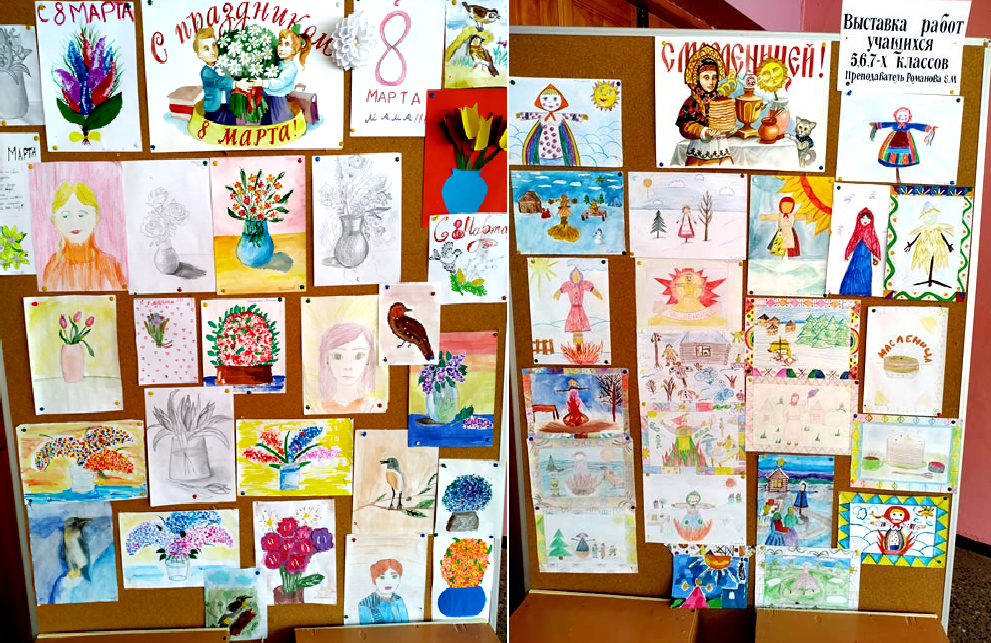 С 8 МАРТА
С праздником
8 МАРТА!
8
МАРТА
МАРТА
С 8 Марта
С МАСЛЕНИЦЕЙ!
Выставка работ
учащихся
5,6,7-х классов
Преподаватель Романова Е.М
МАСЛЕНИЦА